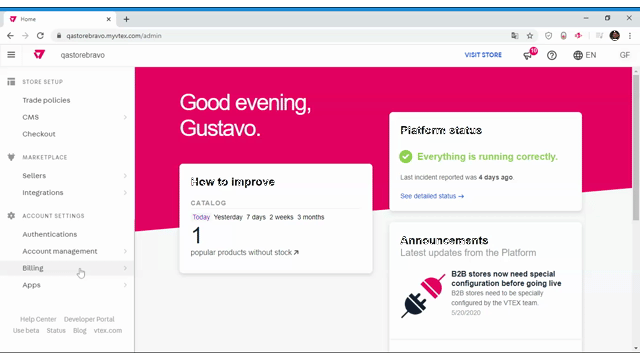 Home
qastorebravo.myvtex.com/admin
qastorebravo
VISIT STORE
19
EN
GF
STORE SETUP
Trade policies
CMS
Checkout
MARKETPLACE
Sellers
Integrations
ACCOUNT SETTINGS
Authentications
Account management
Billing
Apps
Help Center Developer Portal
Use beta Status Blog vtex.com
Good evening,
Gustavo.
How to improve
CATALOG
Today Yesterday 7 days 2 weeks 3 months
1
popular products without stock
Platform status
Everything is running correctly.
Last incident reported was 4 days ago.
See detailed status →
Announcements
Latest updates from the Platform
B2B stores now need special
configuration before going live
B2B stores need to be specially
configured by the VTEX team.
5/20/2020